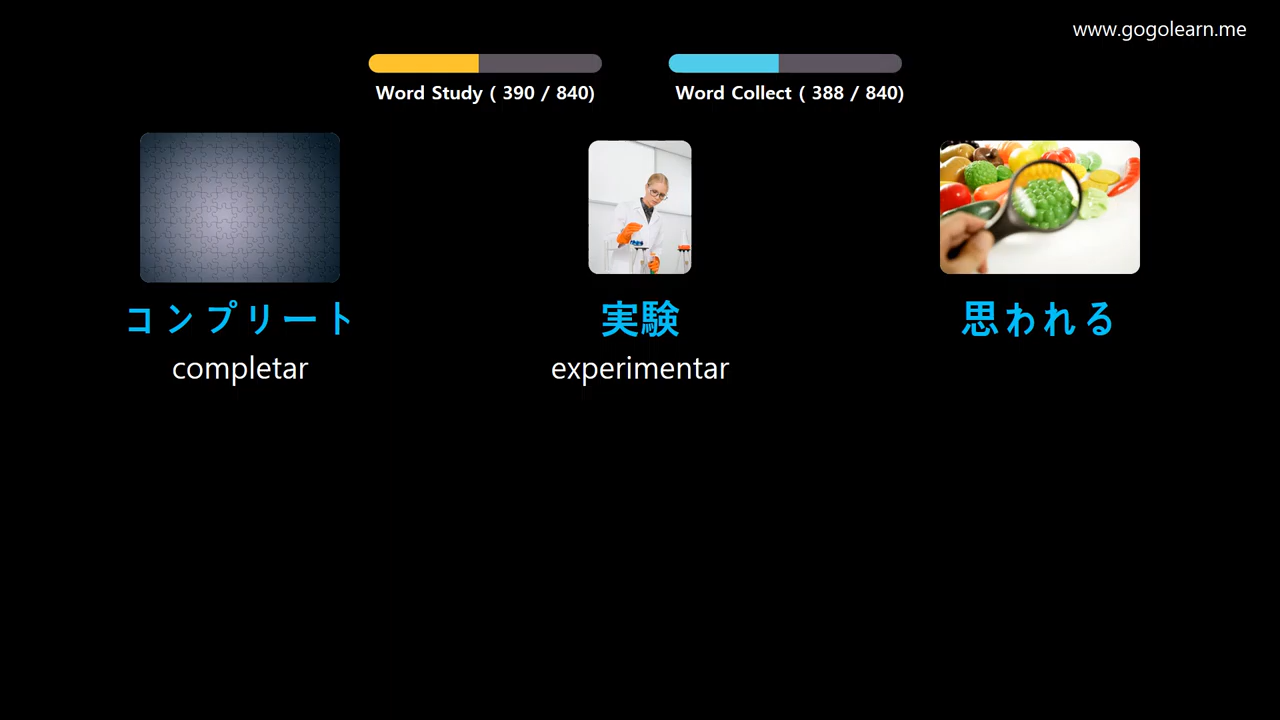 www.gogolearn.me
Word Study ( 390 / 840)
Word Collect ( 388 / 840)
コンプリート
実験
思われる
completar
experimentar